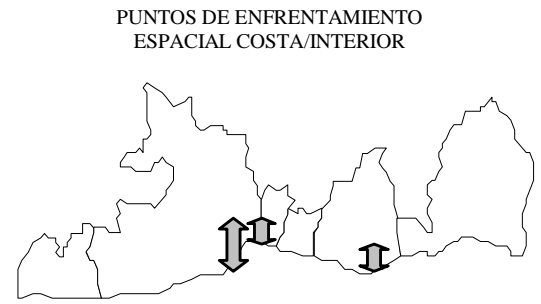 PUNTOS DE ENFRENTAMIENTO
ESPACIAL COSTA/INTERIOR